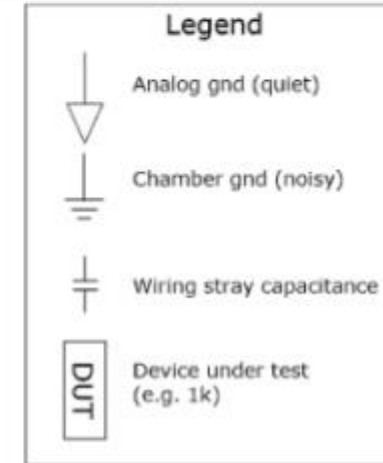 Legend
Analog gnd (quiet)
Chamber gnd (noisy)
Wiring stray capacitance
DUT
Device under test
(e.g. 1k)